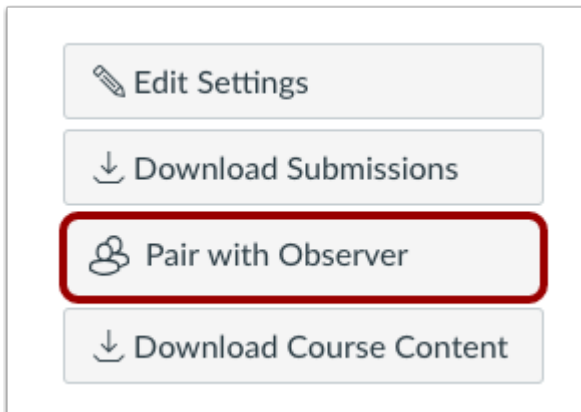 Edit Settings
Download Submissions
Pair with Observer
Download Course Content